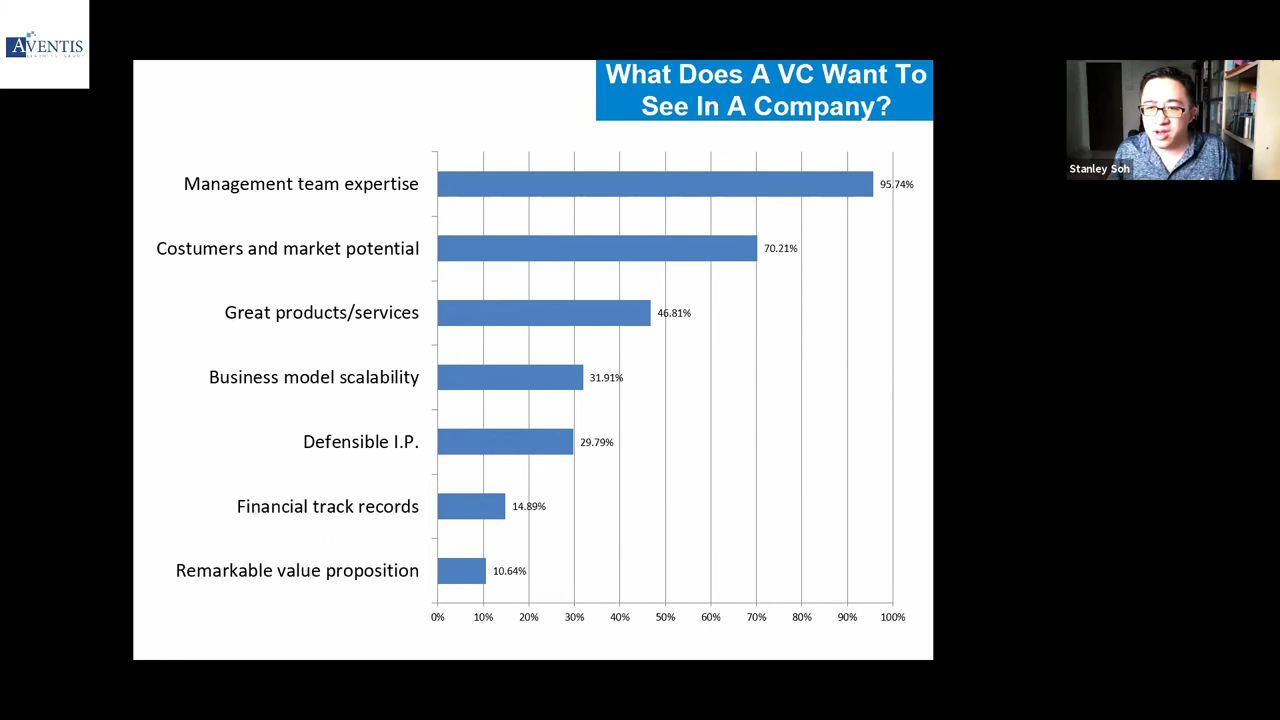 AVENTIS
LEARNING GROUP
What Does A VC Want To
See In A Company?
Stanley Soh
Management team expertise
95.74%
Costumers and market potential
70.21%
Great products/services
46.81%
Business model scalability
31.91%
Defensible I.P.
29.79%
Financial track records
14.89%
Remarkable value proposition
10.64%
0% 10% 20% 30% 40% 50% 60% 70% 80% 90% 100%